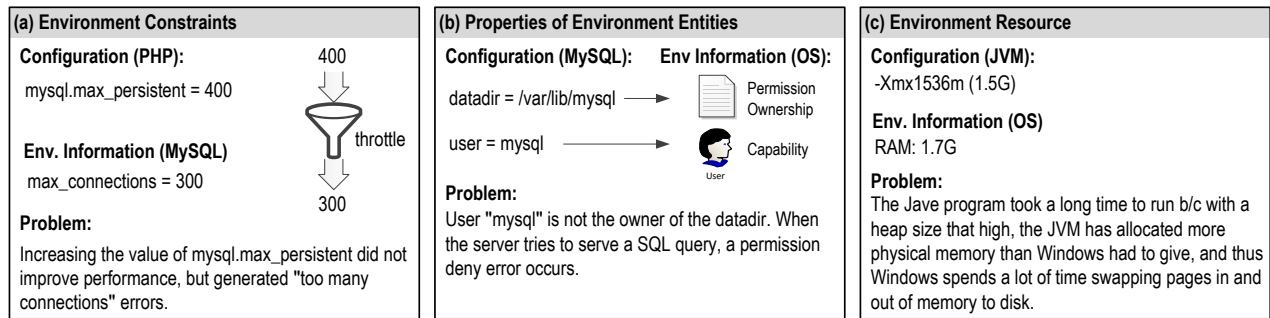 (a) Environment Constraints
Configuration (PHP):
400
mysql.max_persistent = 400
throttle
Env. Information (MySQL)
max_connections = 300
300
Problem:
Increasing the value of mysql.max_persistent did not
improve performance, but generated "too many
connections" errors.
(b) Properties of Environment Entities
Configuration (MySQL): Env Information (OS):
datadir = /var/lib/mysql
Permission
Ownership
user = mysql
Capability
User
Problem:
User "mysql" is not the owner of the datadir. When
the server tries to serve a SQL query, a permission
deny error occurs.
(c) Environment Resource
Configuration (JVM):
-Xmx1536m (1.5G)
Env. Information (OS)
RAM: 1.7G
Problem:
The Jave program took a long time to run b/c with a
heap size that high, the JVM has allocated more
physical memory than Windows had to give, and thus
Windows spends a lot of time swapping pages in and
out of memory to disk.